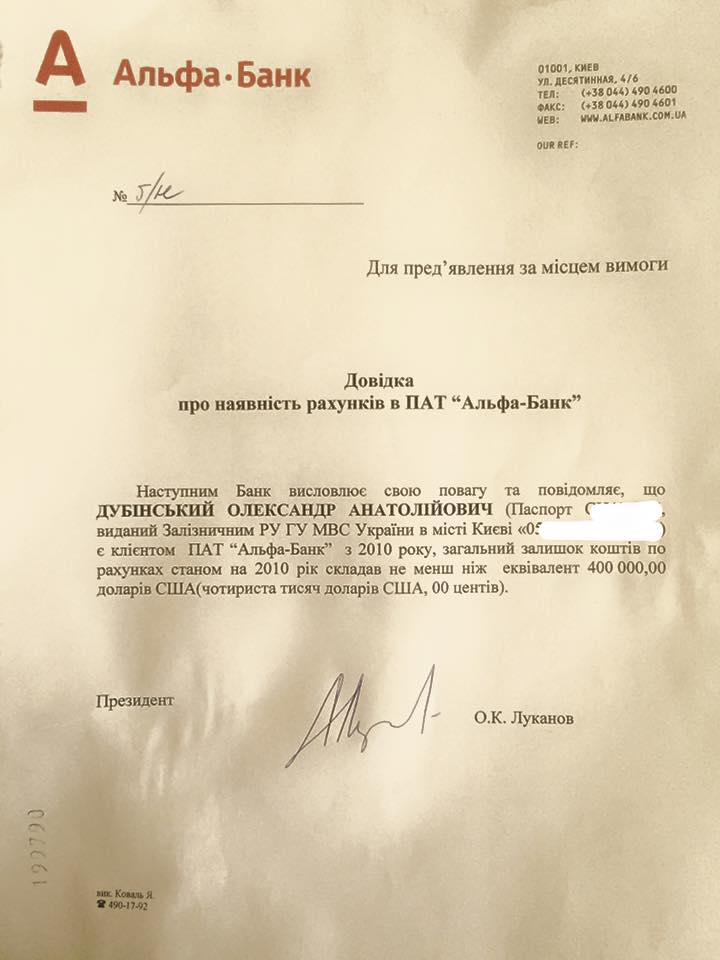 А
Альфа·Банк
01001, КИЕВ
УЛ. ДЕСЯТИННАЯ, 4/6
ТЕЛ: (+38 044) 490 4600
ФАКС: (+38 044) 490 4601
WEB: WWW.ALFABANK.COM.UA
OUR REF:
№ б/н
Для пред’явлення за місцем вимоги
Довідка
про наявність рахунків в ПАТ “Альфа-Банк”
Наступним Банк висловлює свою повагу та повідомляє, що
ДУБІНСЬКИЙ ОЛЕКСАНДР АНАТОЛІЙОВИЧ (Паспорт
виданий Залізничним РУ ГУ МВС України в місті Києві «05 )
є клієнтом ПАТ “Альфа-Банк” з 2010 року, загальний залишок коштів по
рахунках станом на 2010 рік складав не менш ніж еквівалент 400 000,00
доларів США(чотириста тисяч доларів США, 00 центів).
Президент
О.К. Луканов
199790
вик. Коваль Я.
☎ 490-17-92